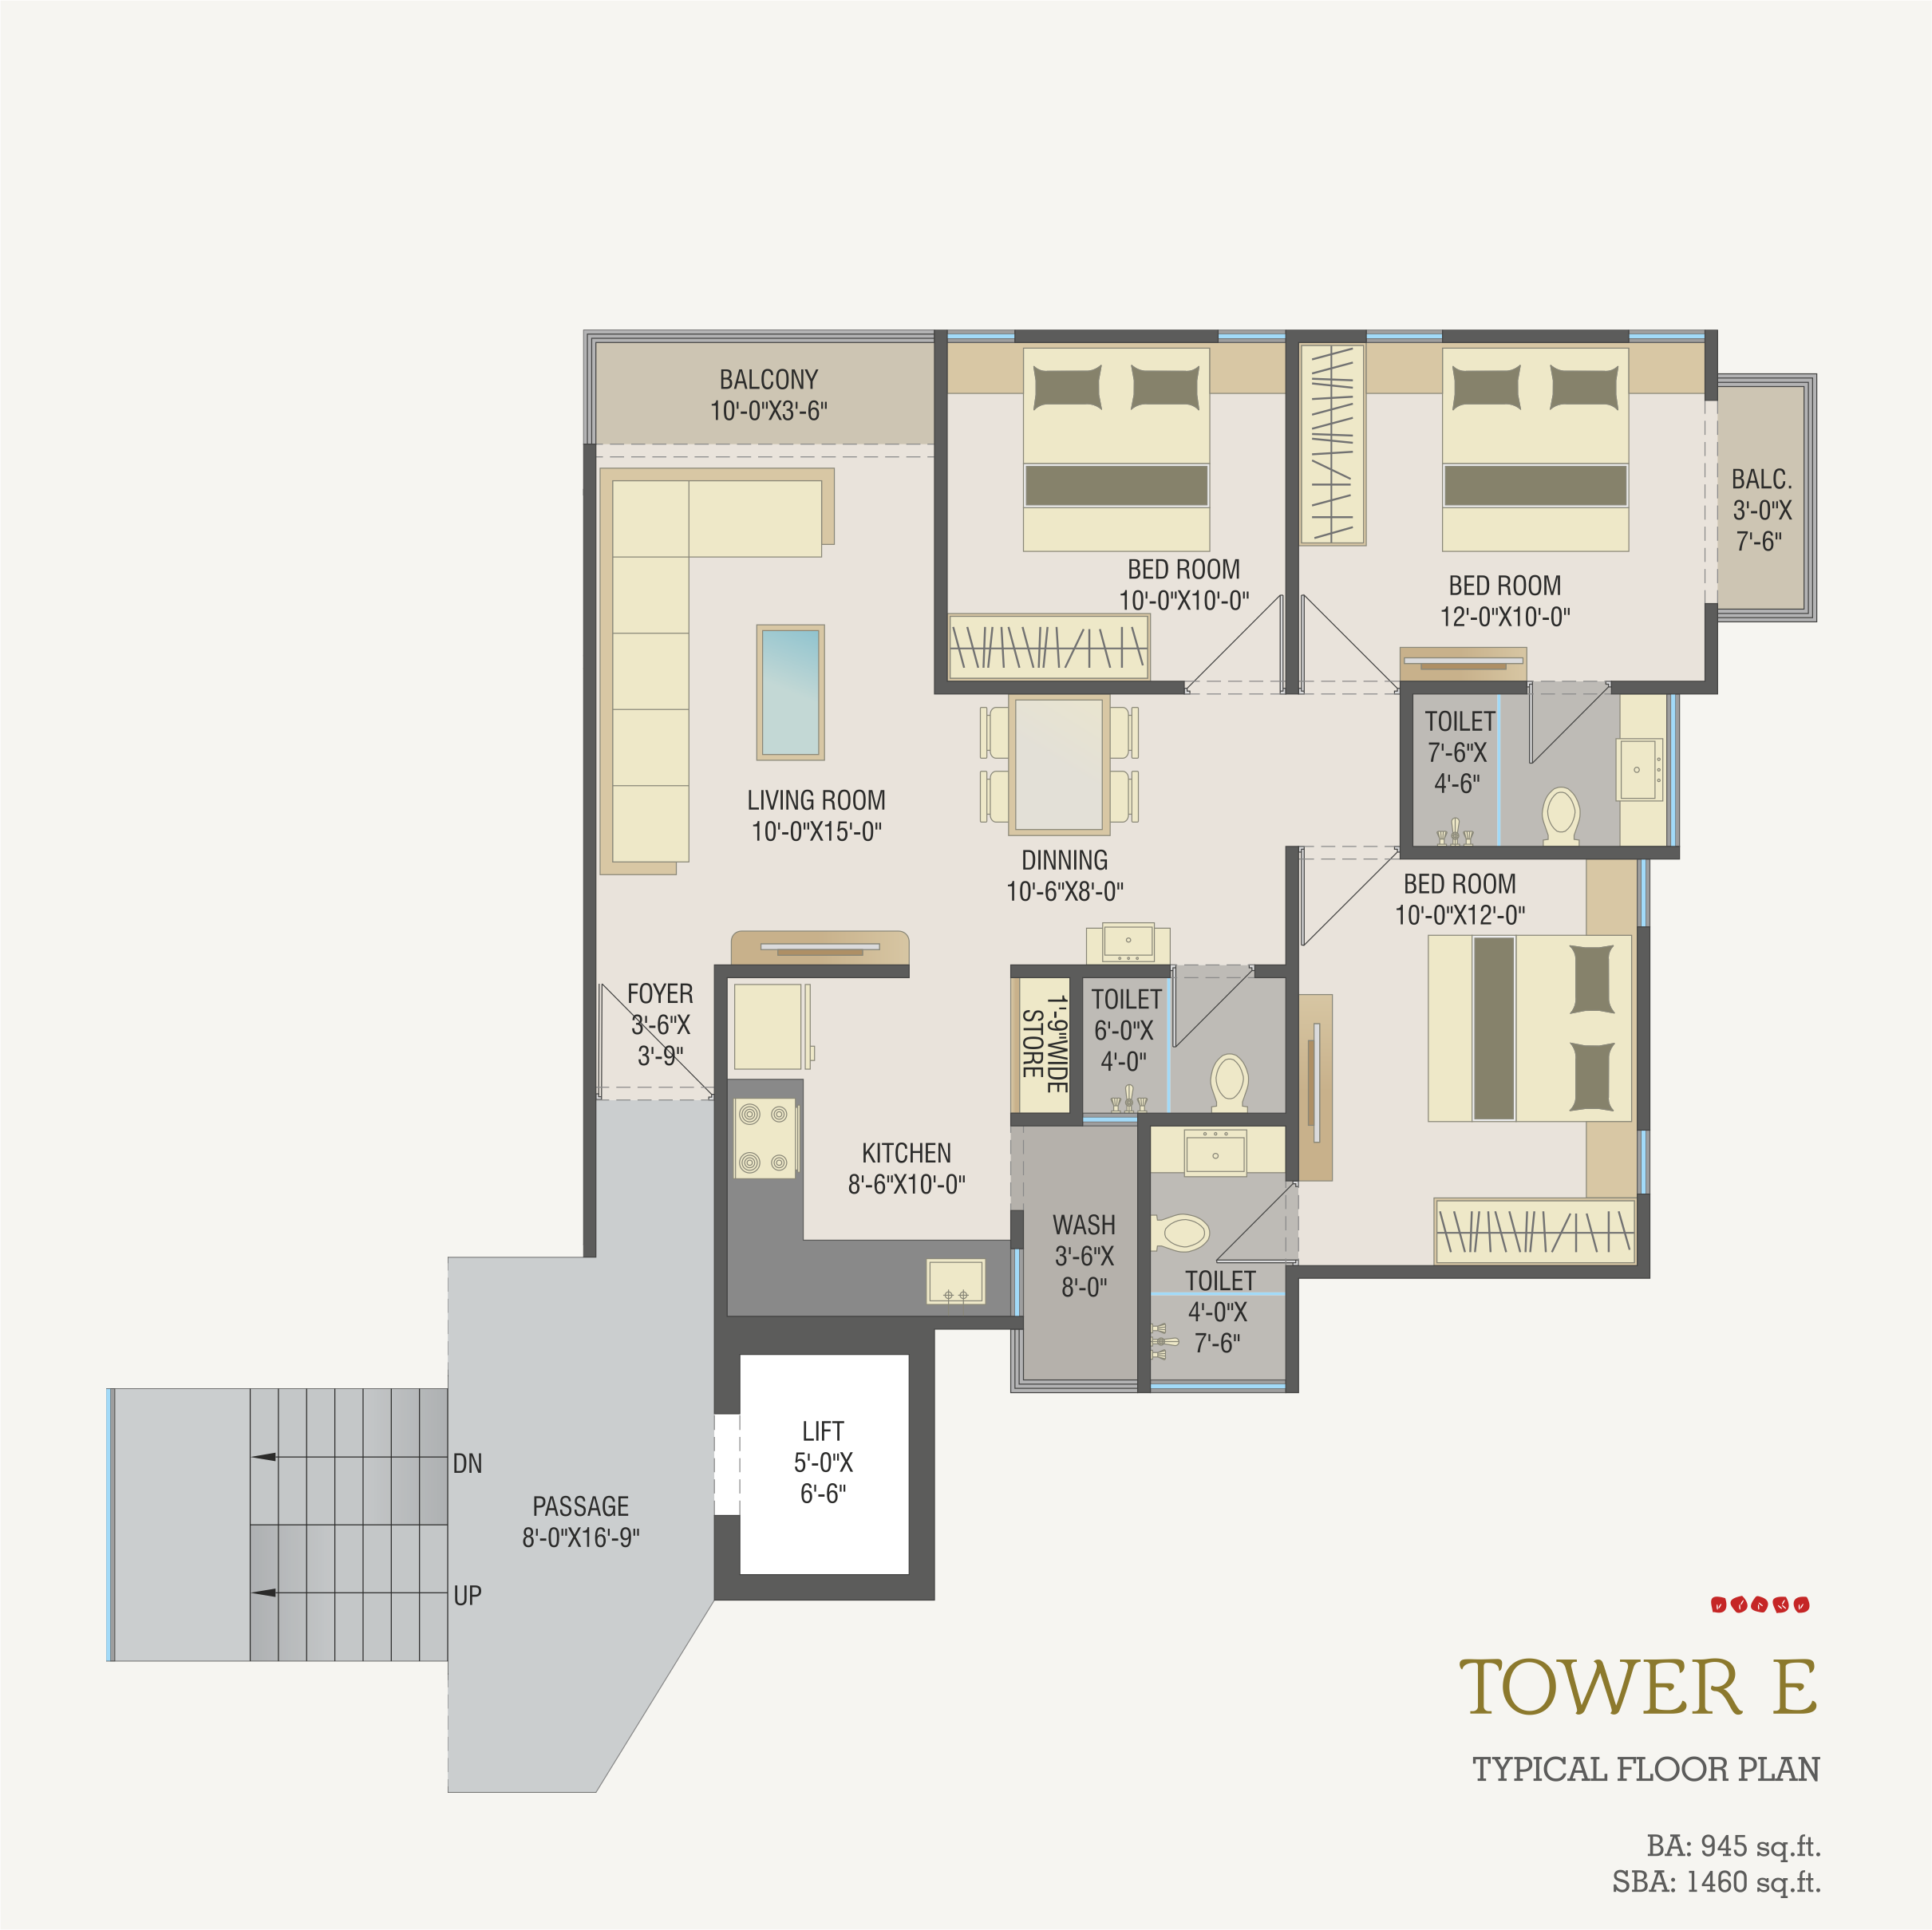 BALCONY
10'-0"X3'-6"
BED ROOM
10'-0"X10'-0"
BED ROOM
12'-0"X10'-0"
BALC.
3'-0"X
7'-6"
LIVING ROOM
10'-0"X15'-0"
DINNING
10'-6"X8'-0"
TOILET
7'-6"X
4'-6"
BED ROOM
10'-0"X12'-0"
FOYER
3'-6"X
3'-9"
1'-9"WIDE
STORE
TOILET
6'-0"X
4'-0"
KITCHEN
8'-6"X10'-0"
WASH
3'-6"X
8'-0"
TOILET
4'-0"X
7'-6"
LIFT
5'-0"X
6'-6"
DN
PASSAGE
8'-0"X16'-9"
UP
TOWER E
TYPICAL FLOOR PLAN
BA: 945 sq.ft.
SBA: 1460 sq.ft.